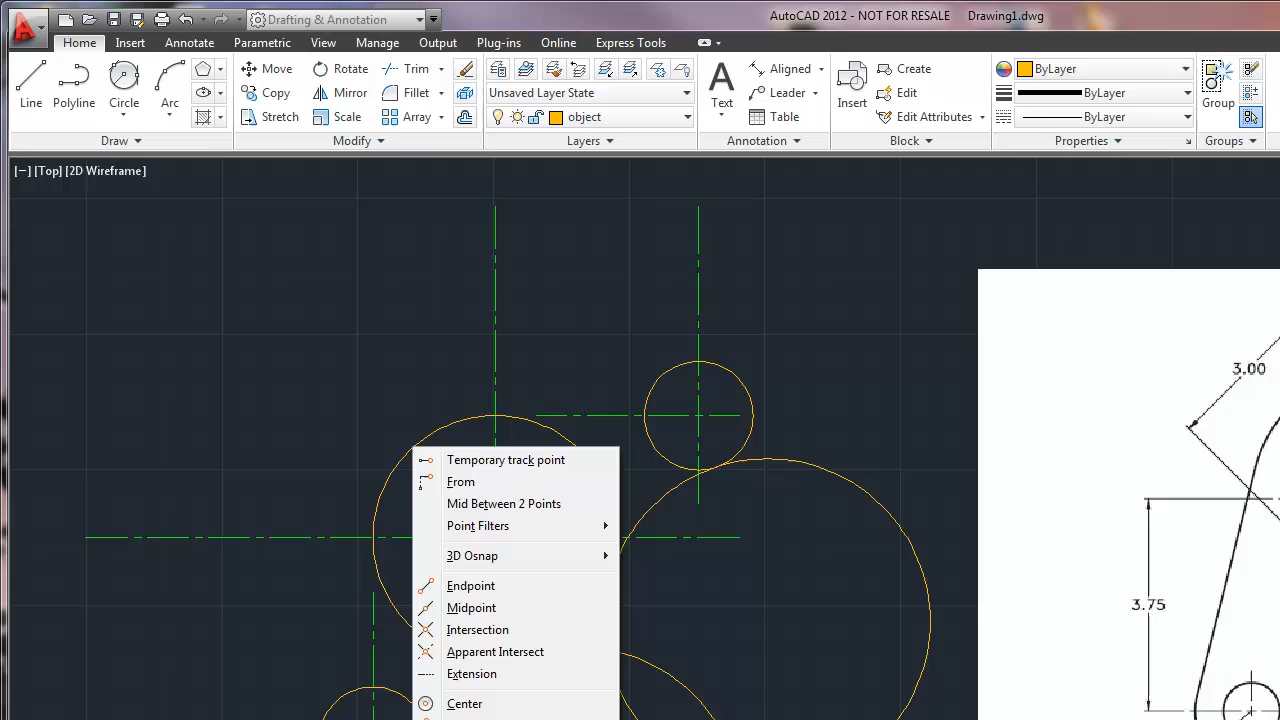 Drafting & Annotation
AutoCAD 2012 - NOT FOR RESALE Drawing1.dwg
Home Insert Annotate Parametric View Manage Output Plug-ins Online Express Tools
Line
Polyline
Circle
Arc
Draw
Move Rotate Trim
Copy Mirror Fillet
Stretch Scale Array
Modify
Unsaved Layer State
object
Layers
Text
Aligned
Leader
Table
Annotation
Insert
Create
Edit
Edit Attributes
Block
ByLayer
ByLayer
ByLayer
Properties
Group
Groups
[−] [Top] [2D Wireframe]
Temporary track point
From
Mid Between 2 Points
Point Filters
3D Osnap
Endpoint
Midpoint
Intersection
Apparent Intersect
Extension
Center
3.00
3.75